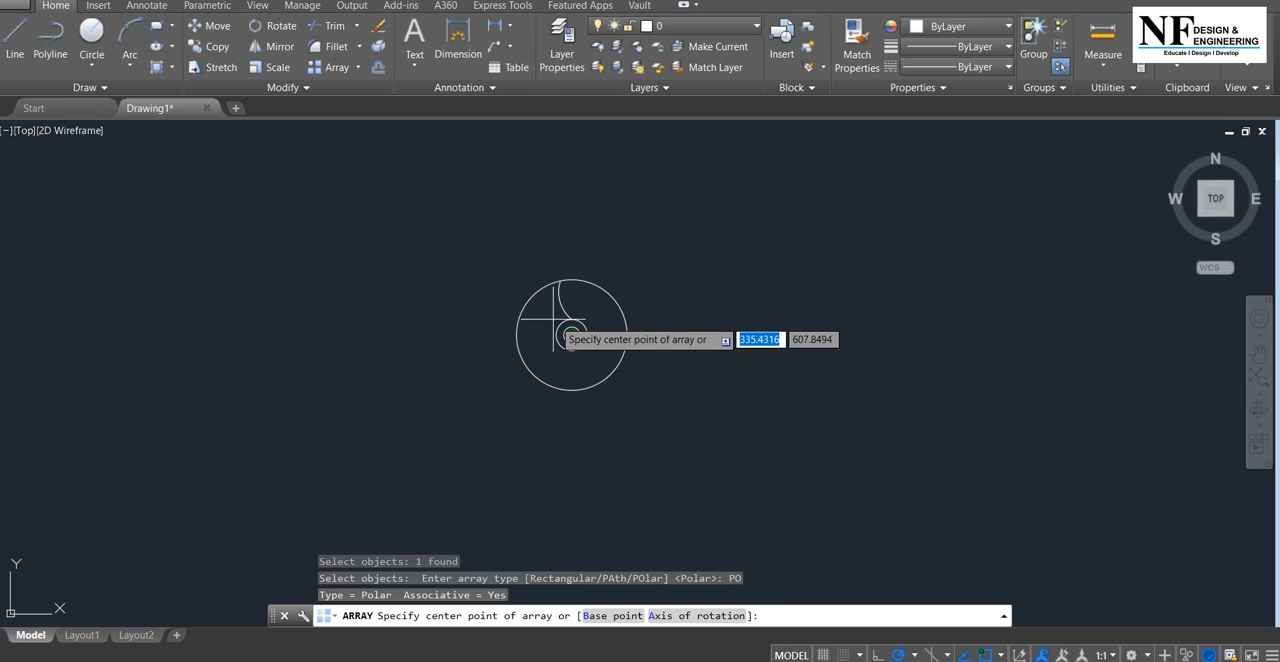 Home Insert Annotate Parametric View Manage Output Add-ins A360 Express Tools Featured Apps Vault
Line Polyline Circle Arc
Move Rotate Trim
Copy Mirror Fillet
Stretch Scale Array
Text Dimension
Table
Layer Properties
0
Make Current
Match Layer
Insert
Match Properties
ByLayer
ByLayer
ByLayer
Group
Measure
Draw Modify Annotation Layers Block Properties Groups Utilities Clipboard View
NF DESIGN & ENGINEERING
Educate I Design I Develop
Start Drawing1*
[−][Top][2D Wireframe]
N
W TOP E
S
WCS
Specify center point of array or 335.4316 607.8494
Y
X
Select objects: 1 found
Select objects: Enter array type [Rectangular/PAth/POlar] <Polar>: PO
Type = Polar Associative = Yes
ARRAY Specify center point of array or [Base point Axis of rotation]:
Model Layout1 Layout2
MODEL 1:1